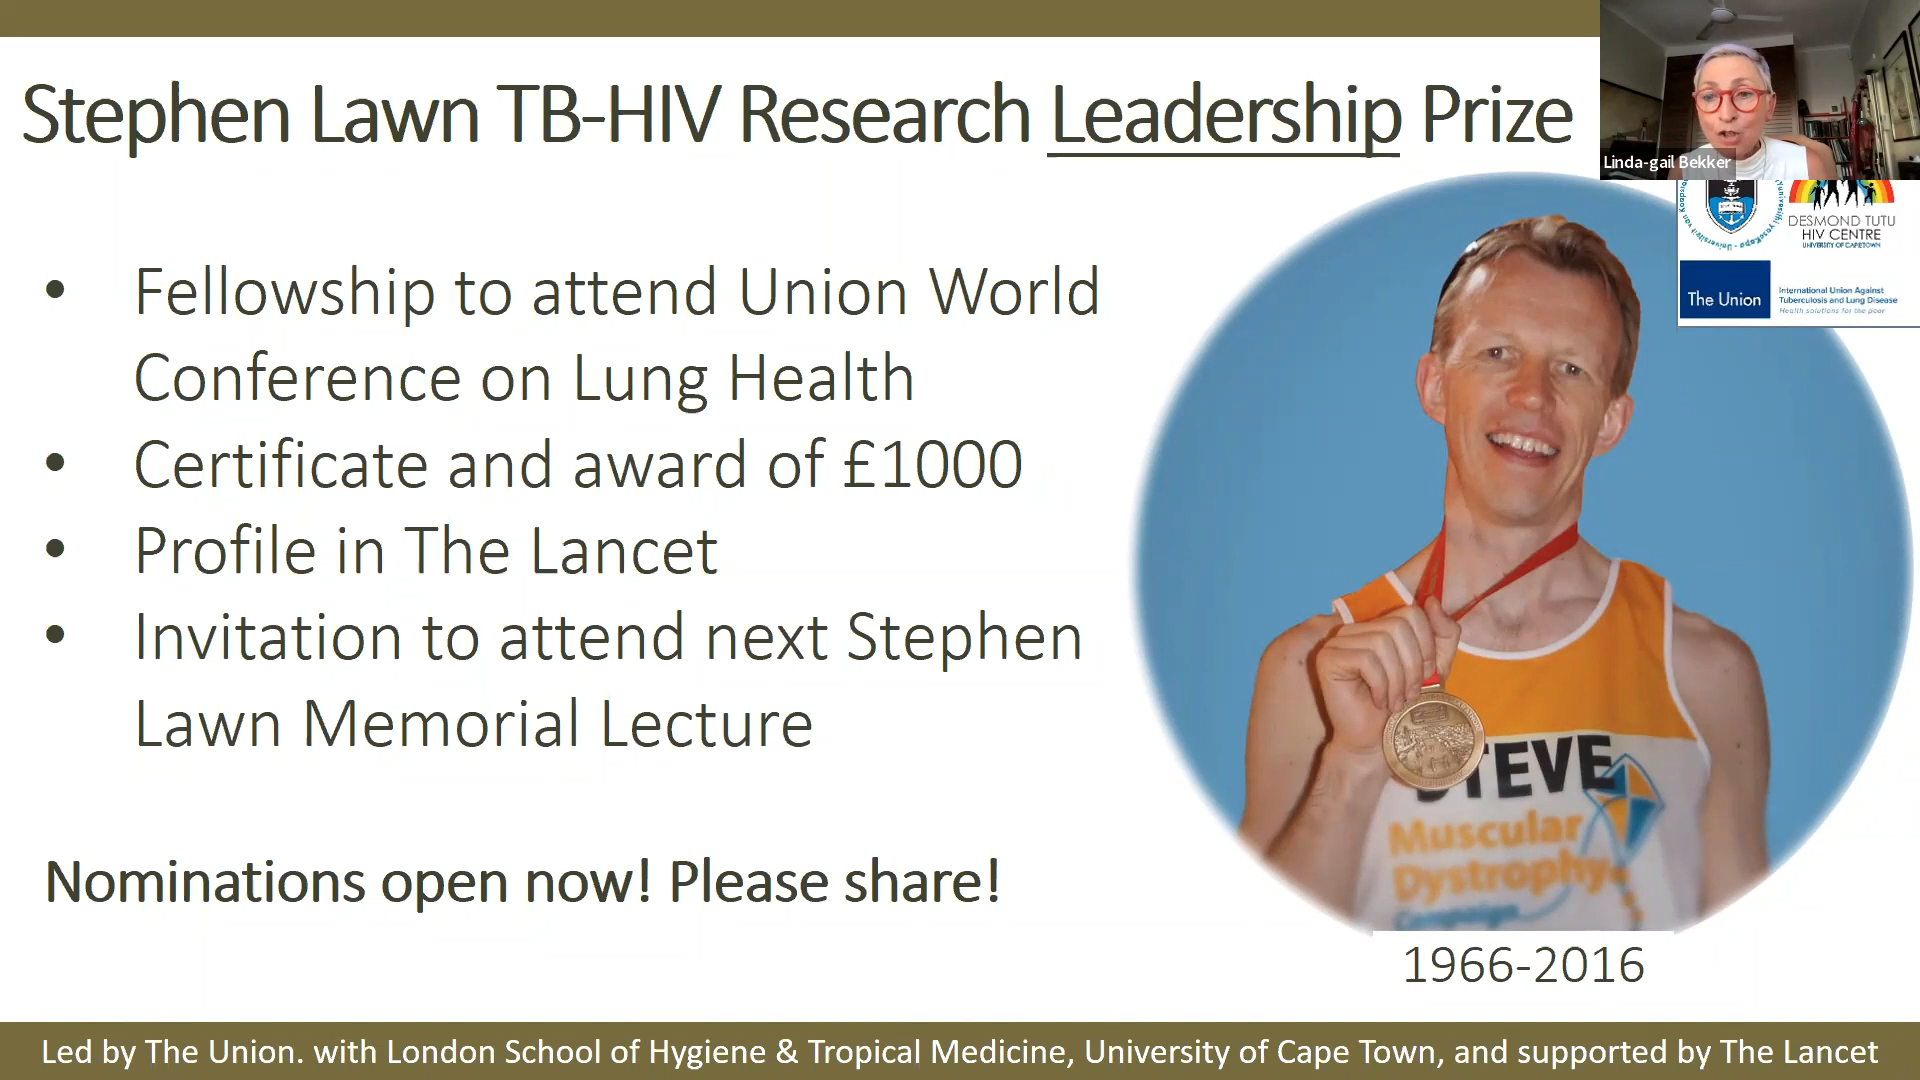 Stephen Lawn TB-HIV Research Leadership Prize
Linda-gail Bekker
DESMOND TUTU
HIV CENTRE
UNIVERSITY OF CAPE TOWN
The Union
International Union Against
Tuberculosis and Lung Disease
Health solutions for the poor
• Fellowship to attend Union World
Conference on Lung Health
• Certificate and award of £1000
• Profile in The Lancet
• Invitation to attend next Stephen
Lawn Memorial Lecture
STEVE
Muscular
Dystrophy
Campaign
Nominations open now! Please share!
1966-2016
Led by The Union. with London School of Hygiene & Tropical Medicine, University of Cape Town, and supported by The Lancet